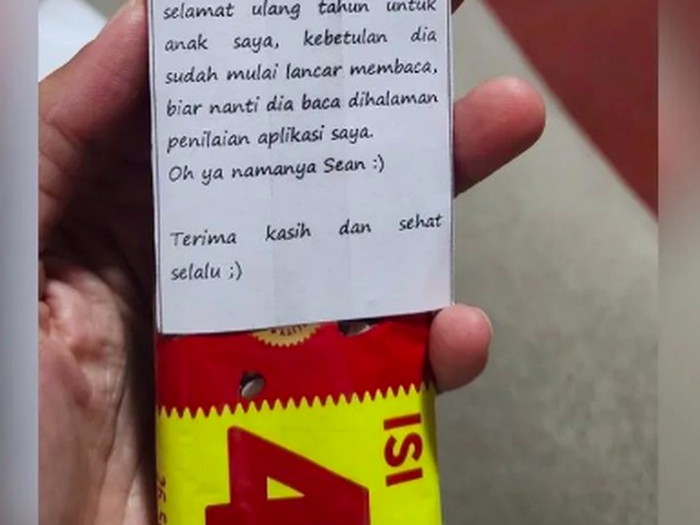 selamat ulang tahun untuk
anak saya, kebetulan dia
sudah mulai lancar membaca,
biar nanti dia baca dihalaman
penilaian aplikasi saya.
Oh ya namanya Sean :)
Terima kasih dan sehat
selalu ;)
ISI
4